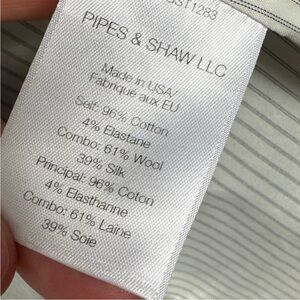 PIPES & SHAW LLC
Made in USA/
Fabriqué aux EU
Self: 96% Cotton
4% Elastane
Combo: 61% Wool
39% Silk
Principal: 96% Coton
4% Elasthanne
Combo: 61% Laine
39% Soie